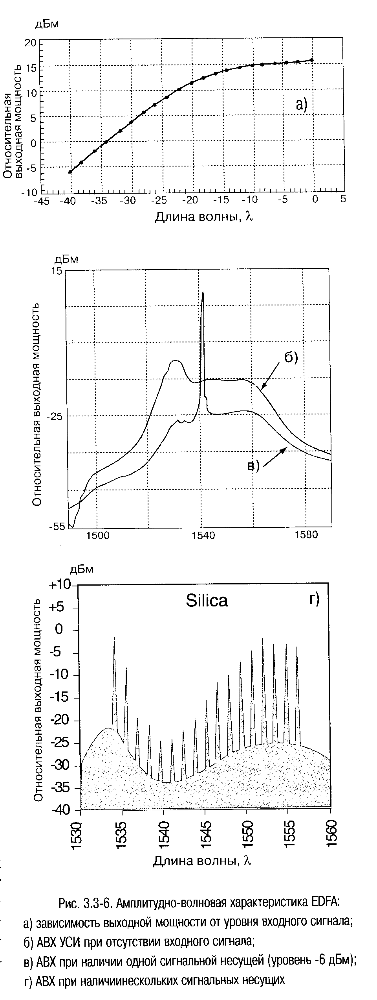 дБм
20
15
10
5
0
-5
-10
Относительная
выходная мощность
а)
-45 -40 -35 -30 -25 -20 -15 -10 -5 0 5
Длина волны, λ
дБм
15
-25
-55
Относительная выходная мощность
б)
в)
1500 1540 1580
дБм
+10
+5
0
-5
-10
-15
-20
-25
-30
-35
-40
Относительная выходная мощность
Silica г)
1530 1535 1540 1545 1550 1555 1560
Длина волны, λ
Рис. 3.3-6. Амплитудно-волновая характеристика EDFA:
а) зависимость выходной мощности от уровня входного сигнала;
б) АВХ УСИ при отсутствии входного сигнала;
в) АВХ при наличии одной сигнальной несущей (уровень -6 дБм);
г) АВХ при наличиинескольких сигнальных несущих